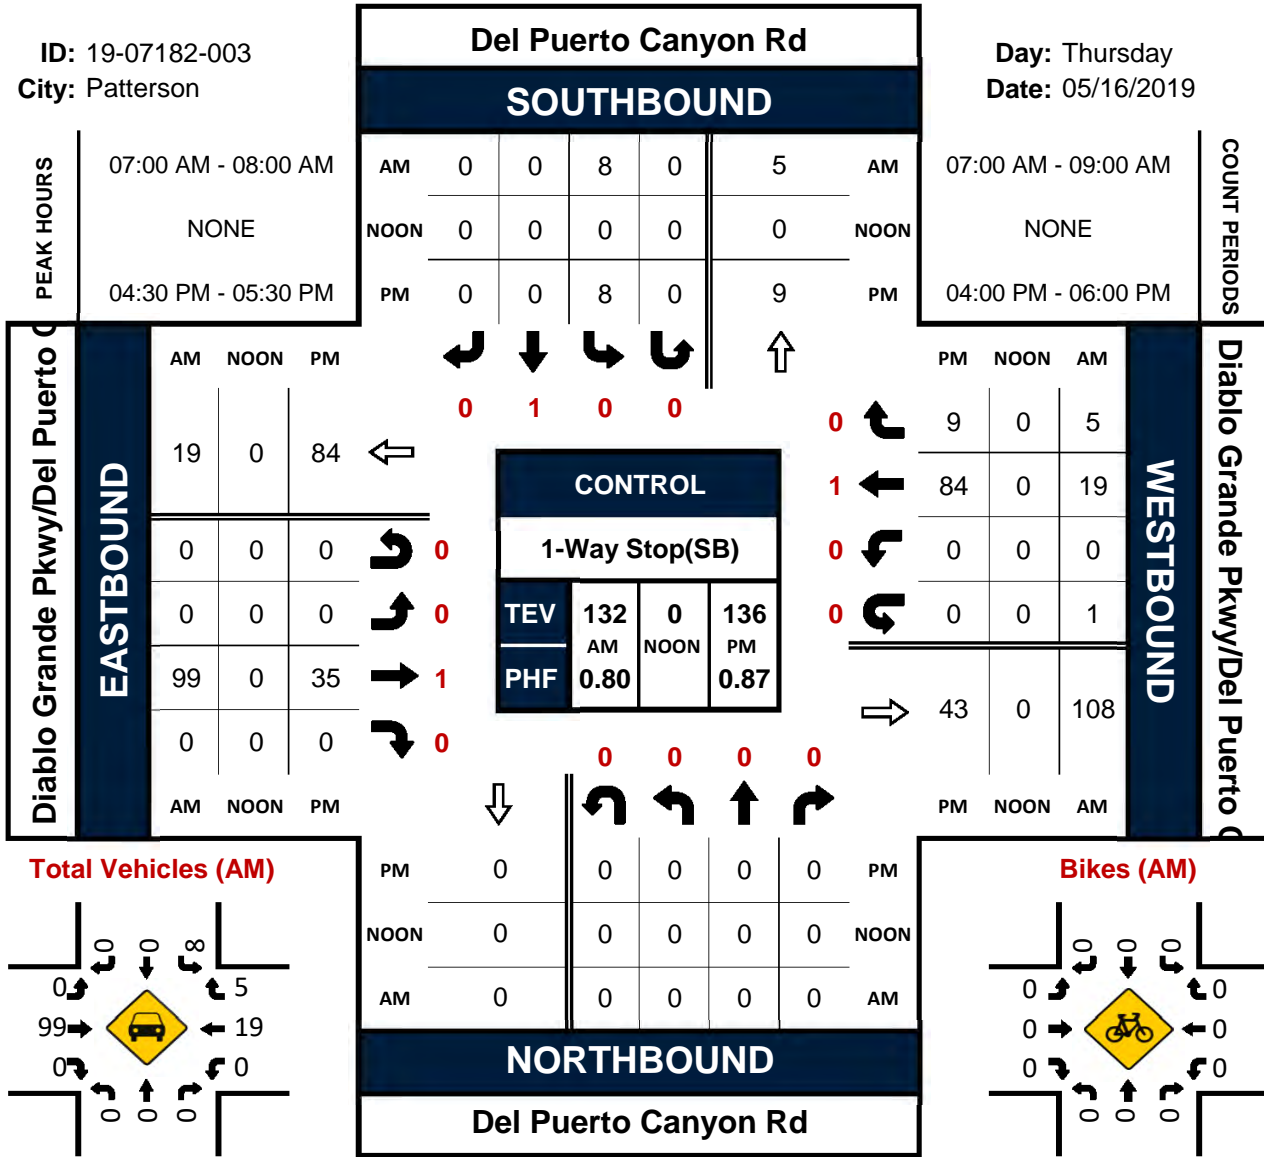 ID: 19-07182-003
City: Patterson
Del Puerto Canyon Rd
SOUTHBOUND
Day: Thursday
Date: 05/16/2019
PEAK HOURS
07:00 AM - 08:00 AM
NONE
04:30 PM - 05:30 PM
AM 0 0 8 0 5 AM
NOON 0 0 0 0 0 NOON
PM 0 0 8 0 9 PM
07:00 AM - 09:00 AM
NONE
04:00 PM - 06:00 PM
COUNT PERIODS
0 1 0 0
Diablo Grande Pkwy/Del Puerto C
EASTBOUND
AM NOON PM
19 0 84
0 0 0 0
0 0 0 0
99 0 35 1
0 0 0 0
AM NOON PM
CONTROL
1-Way Stop(SB)
TEV 132 0 136
AM NOON PM
PHF 0.80 0.87
PM NOON AM
0 9 0 5
1 84 0 19
0 0 0 0
0 0 0 1
43 0 108
PM NOON AM
WESTBOUND
Diablo Grande Pkwy/Del Puerto C
0 0 0 0
PM 0 0 0 0 0 PM
NOON 0 0 0 0 0 NOON
AM 0 0 0 0 0 AM
NORTHBOUND
Del Puerto Canyon Rd
Total Vehicles (AM)
0 0 8
0 5
99 19
0 0
0 0 0
Bikes (AM)
0 0 0
0 0
0 0
0 0
0 0 0